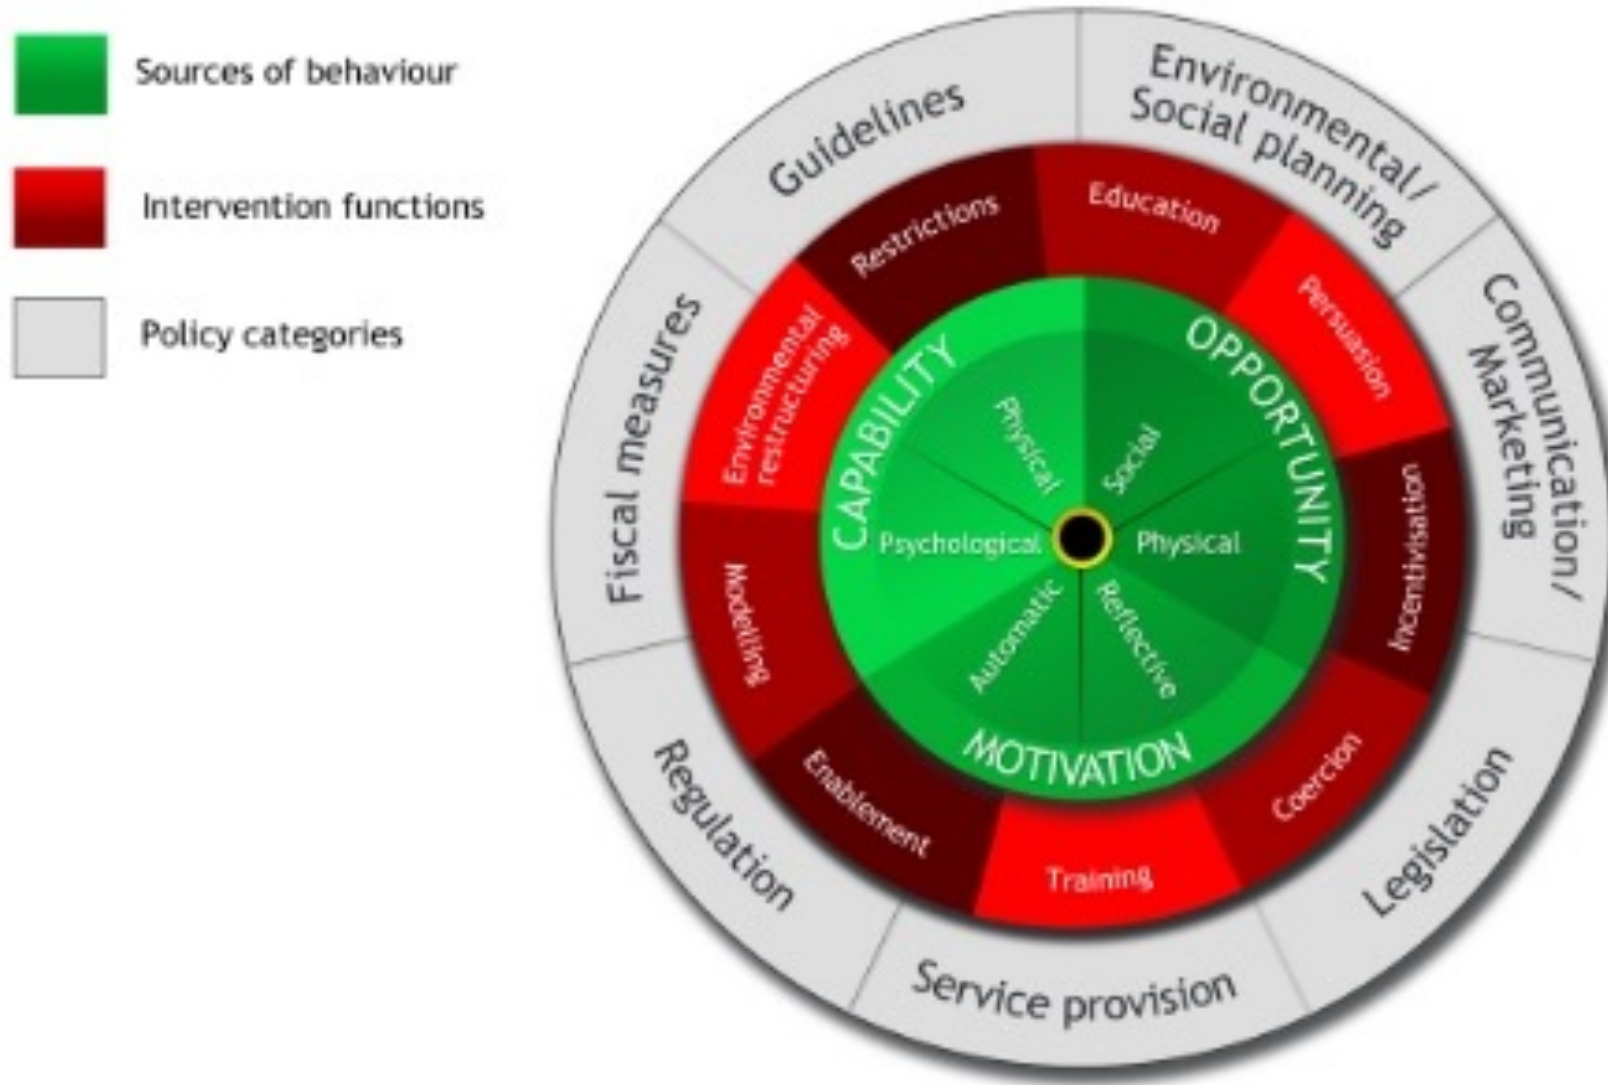 Sources of behaviour
Intervention functions
Policy categories
Guidelines
Environmental/
Social planning
Communication/
Marketing
Legislation
Service provision
Regulation
Fiscal measures
Restrictions
Education
Persuasion
Incentivisation
Coercion
Training
Enablement
Modelling
Environmental
restructuring
CAPABILITY
OPPORTUNITY
MOTIVATION
Physical
Social
Physical
Reflective
Automatic
Psychological